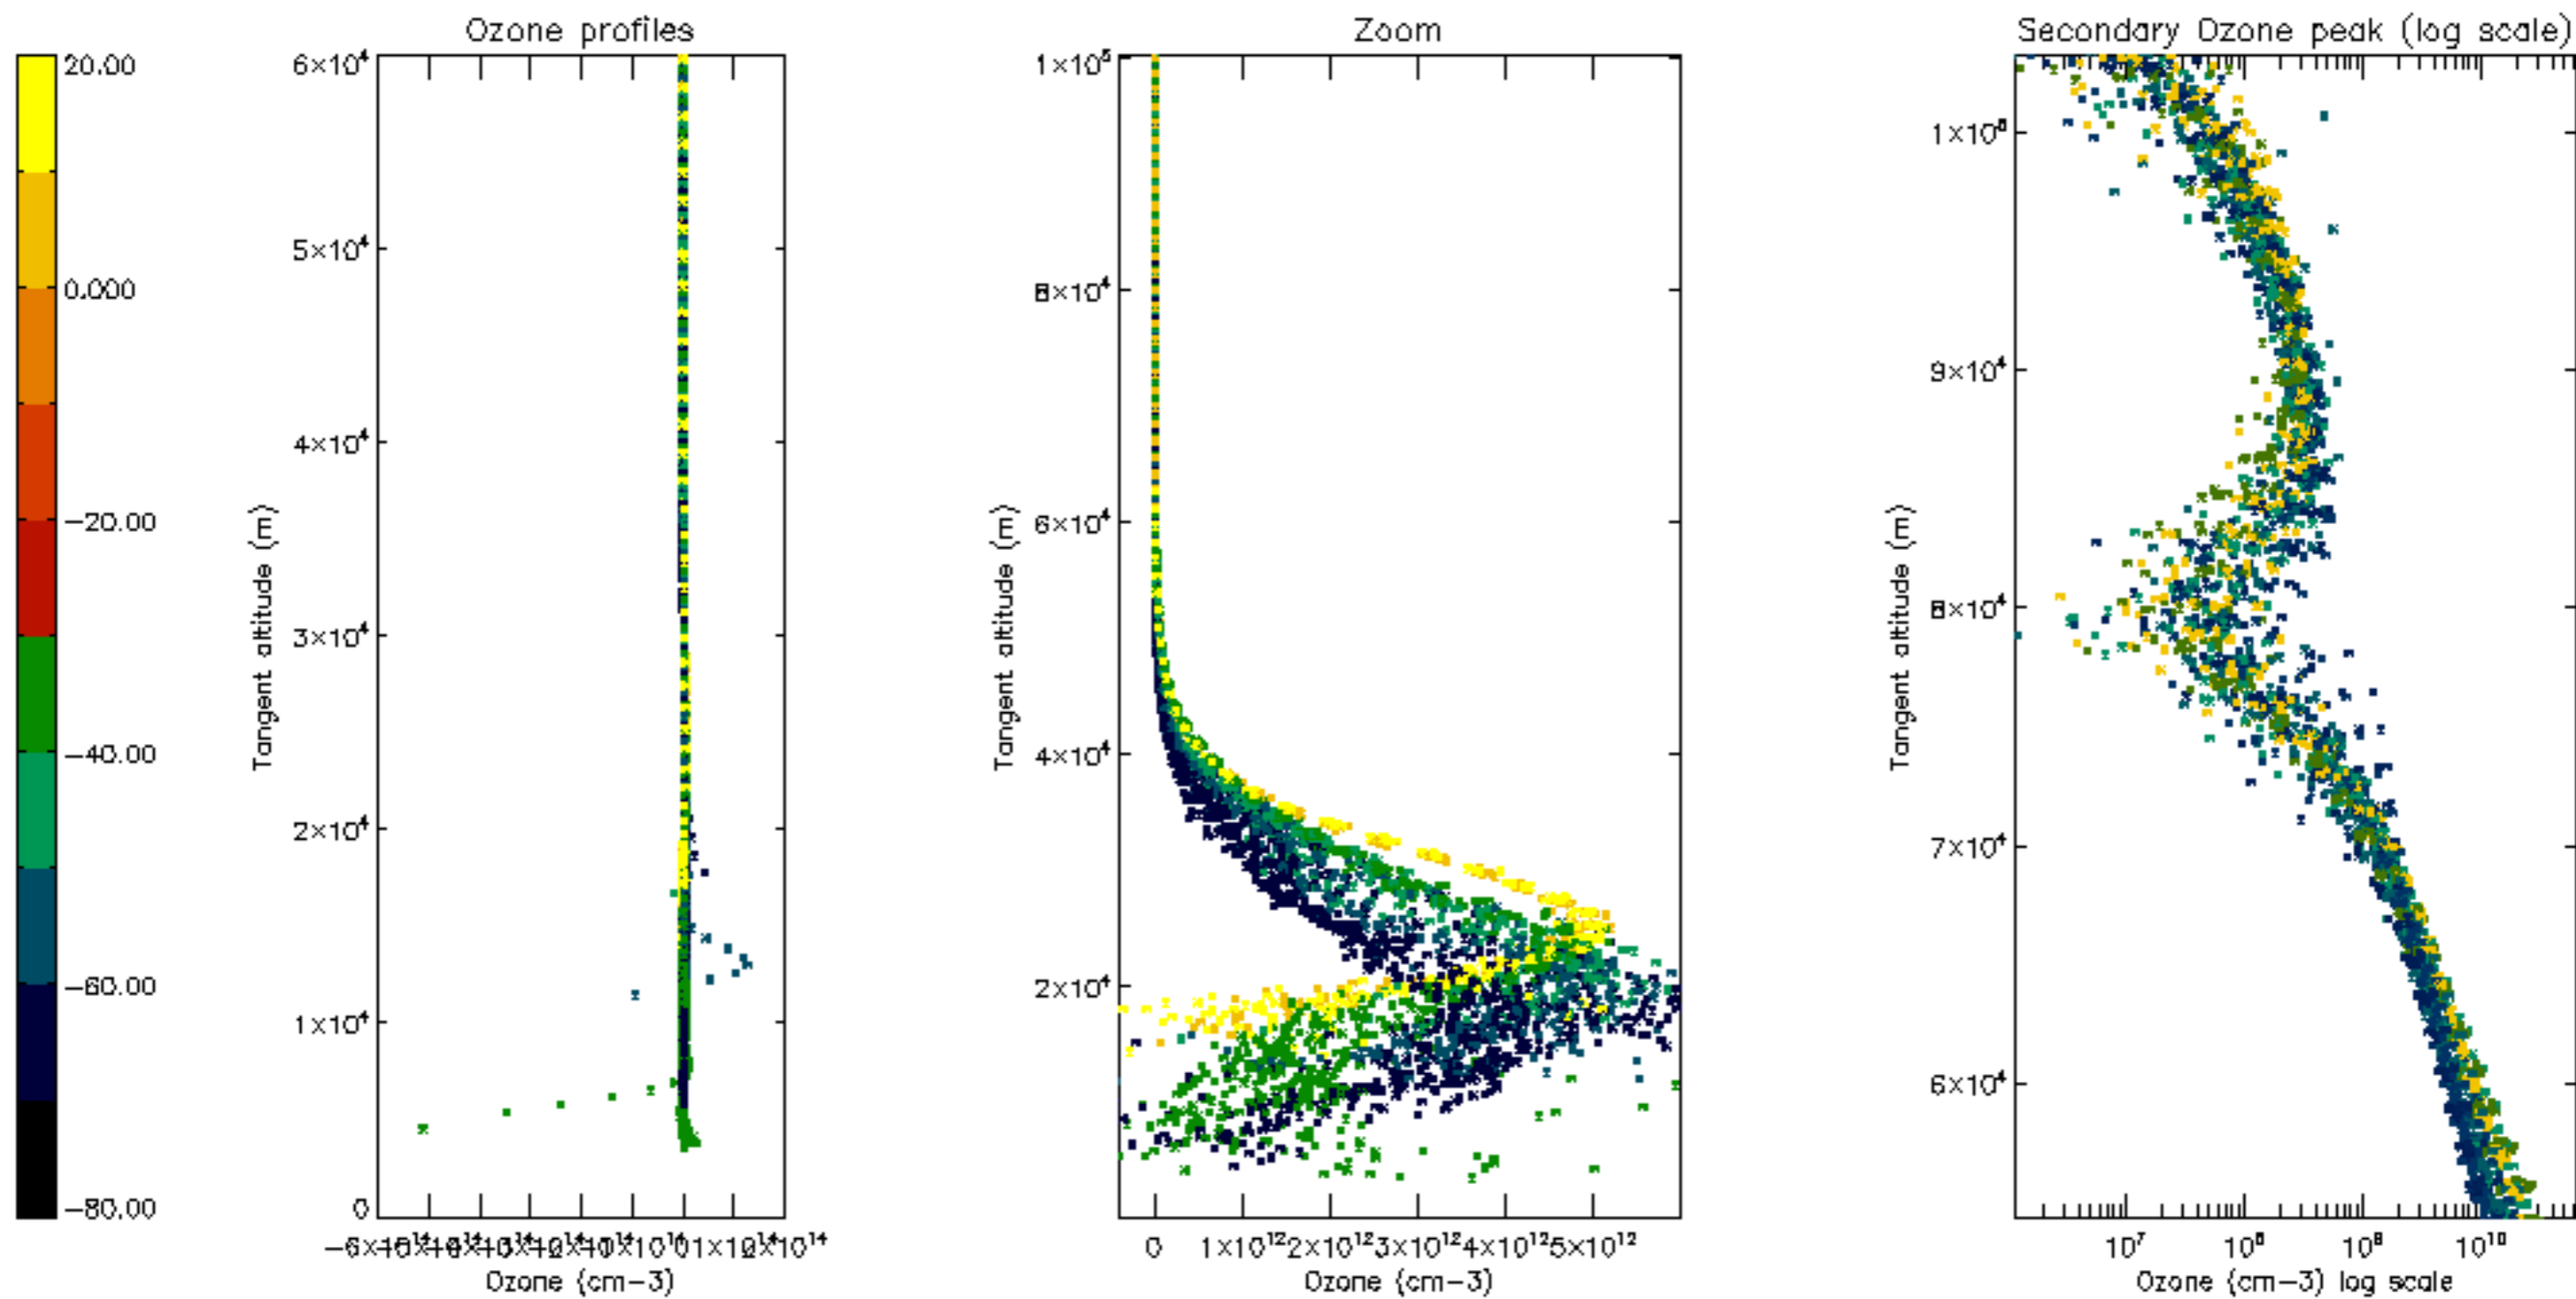 Ozone profiles
Zoom
Secondary Ozone peak (log scale)
20.00
0.000
−20.00
−40.00
−60.00
−80.00
6×10⁴
5×10⁴
4×10⁴
3×10⁴
2×10⁴
1×10⁴
0
Tangent altitude (m)
Ozone (cm−3)
1×10⁵
8×10⁴
6×10⁴
4×10⁴
2×10⁴
Tangent altitude (m)
0 1×10¹² 2×10¹² 3×10¹² 4×10¹² 5×10¹²
Ozone (cm−3)
9×10⁴
8×10⁴
7×10⁴
6×10⁴
Tangent altitude (m)
10⁷ 10⁸ 10⁹ 10¹⁰
Ozone (cm−3) log scale